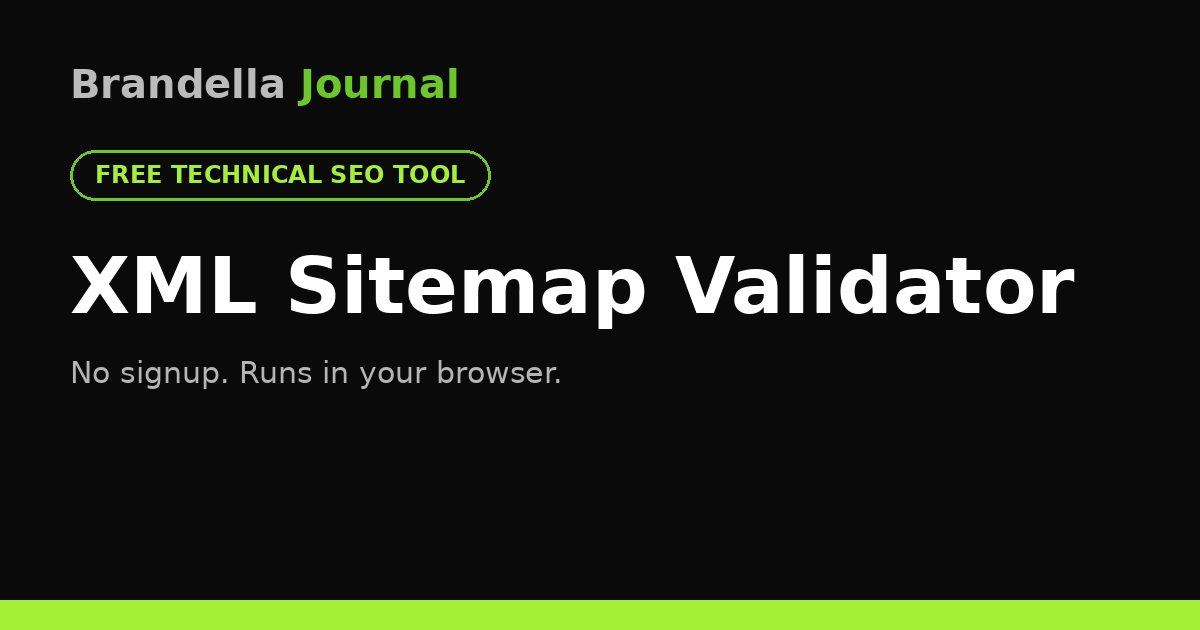 Brandella Journal
FREE TECHNICAL SEO TOOL
XML Sitemap Validator
No signup. Runs in your browser.